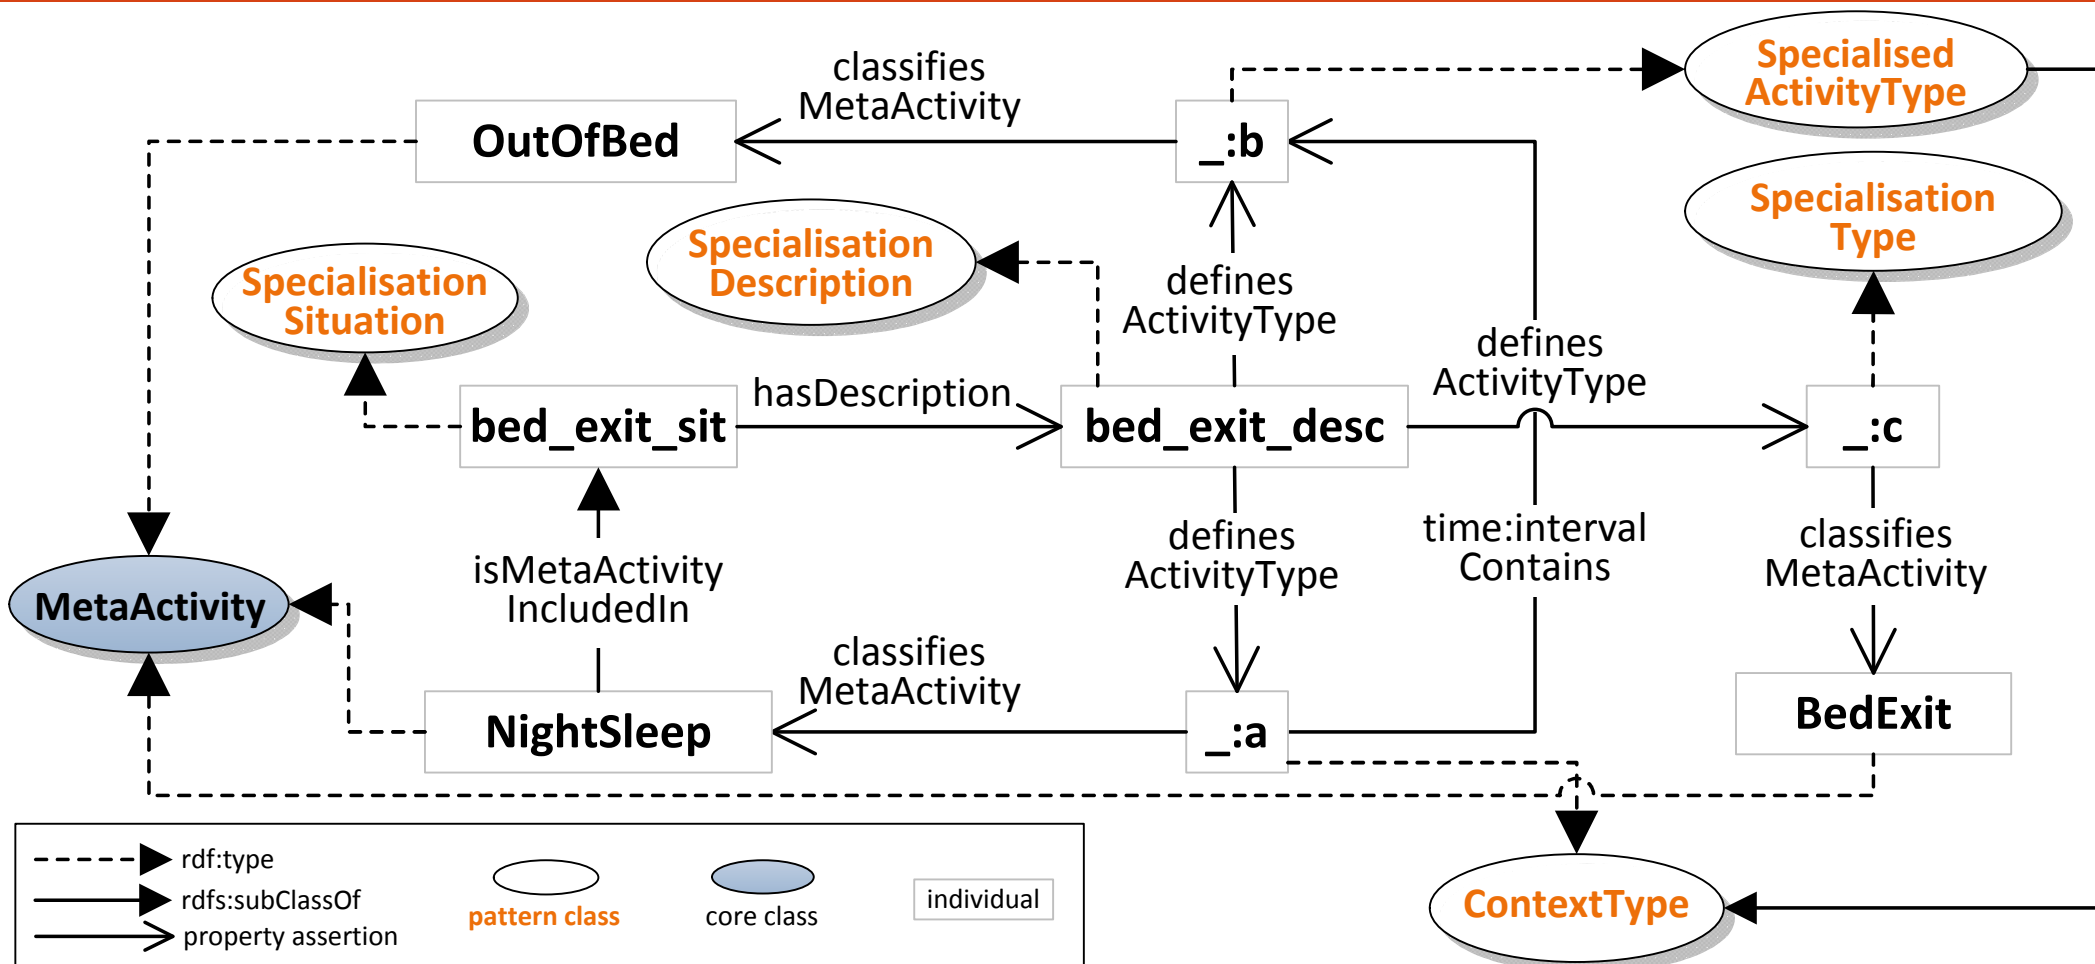 classifies
MetaActivity
Specialised
ActivityType
OutOfBed
_:b
Specialisation
Type
Specialisation
Description
Specialisation
Situation
defines
ActivityType
defines
ActivityType
hasDescription
bed_exit_sit
bed_exit_desc
_:c
isMetaActivity
IncludedIn
defines
ActivityType
time:interval
Contains
classifies
MetaActivity
MetaActivity
classifies
MetaActivity
NightSleep
_:a
BedExit
rdf:type
rdfs:subClassOf
property assertion
pattern class
core class
individual
ContextType